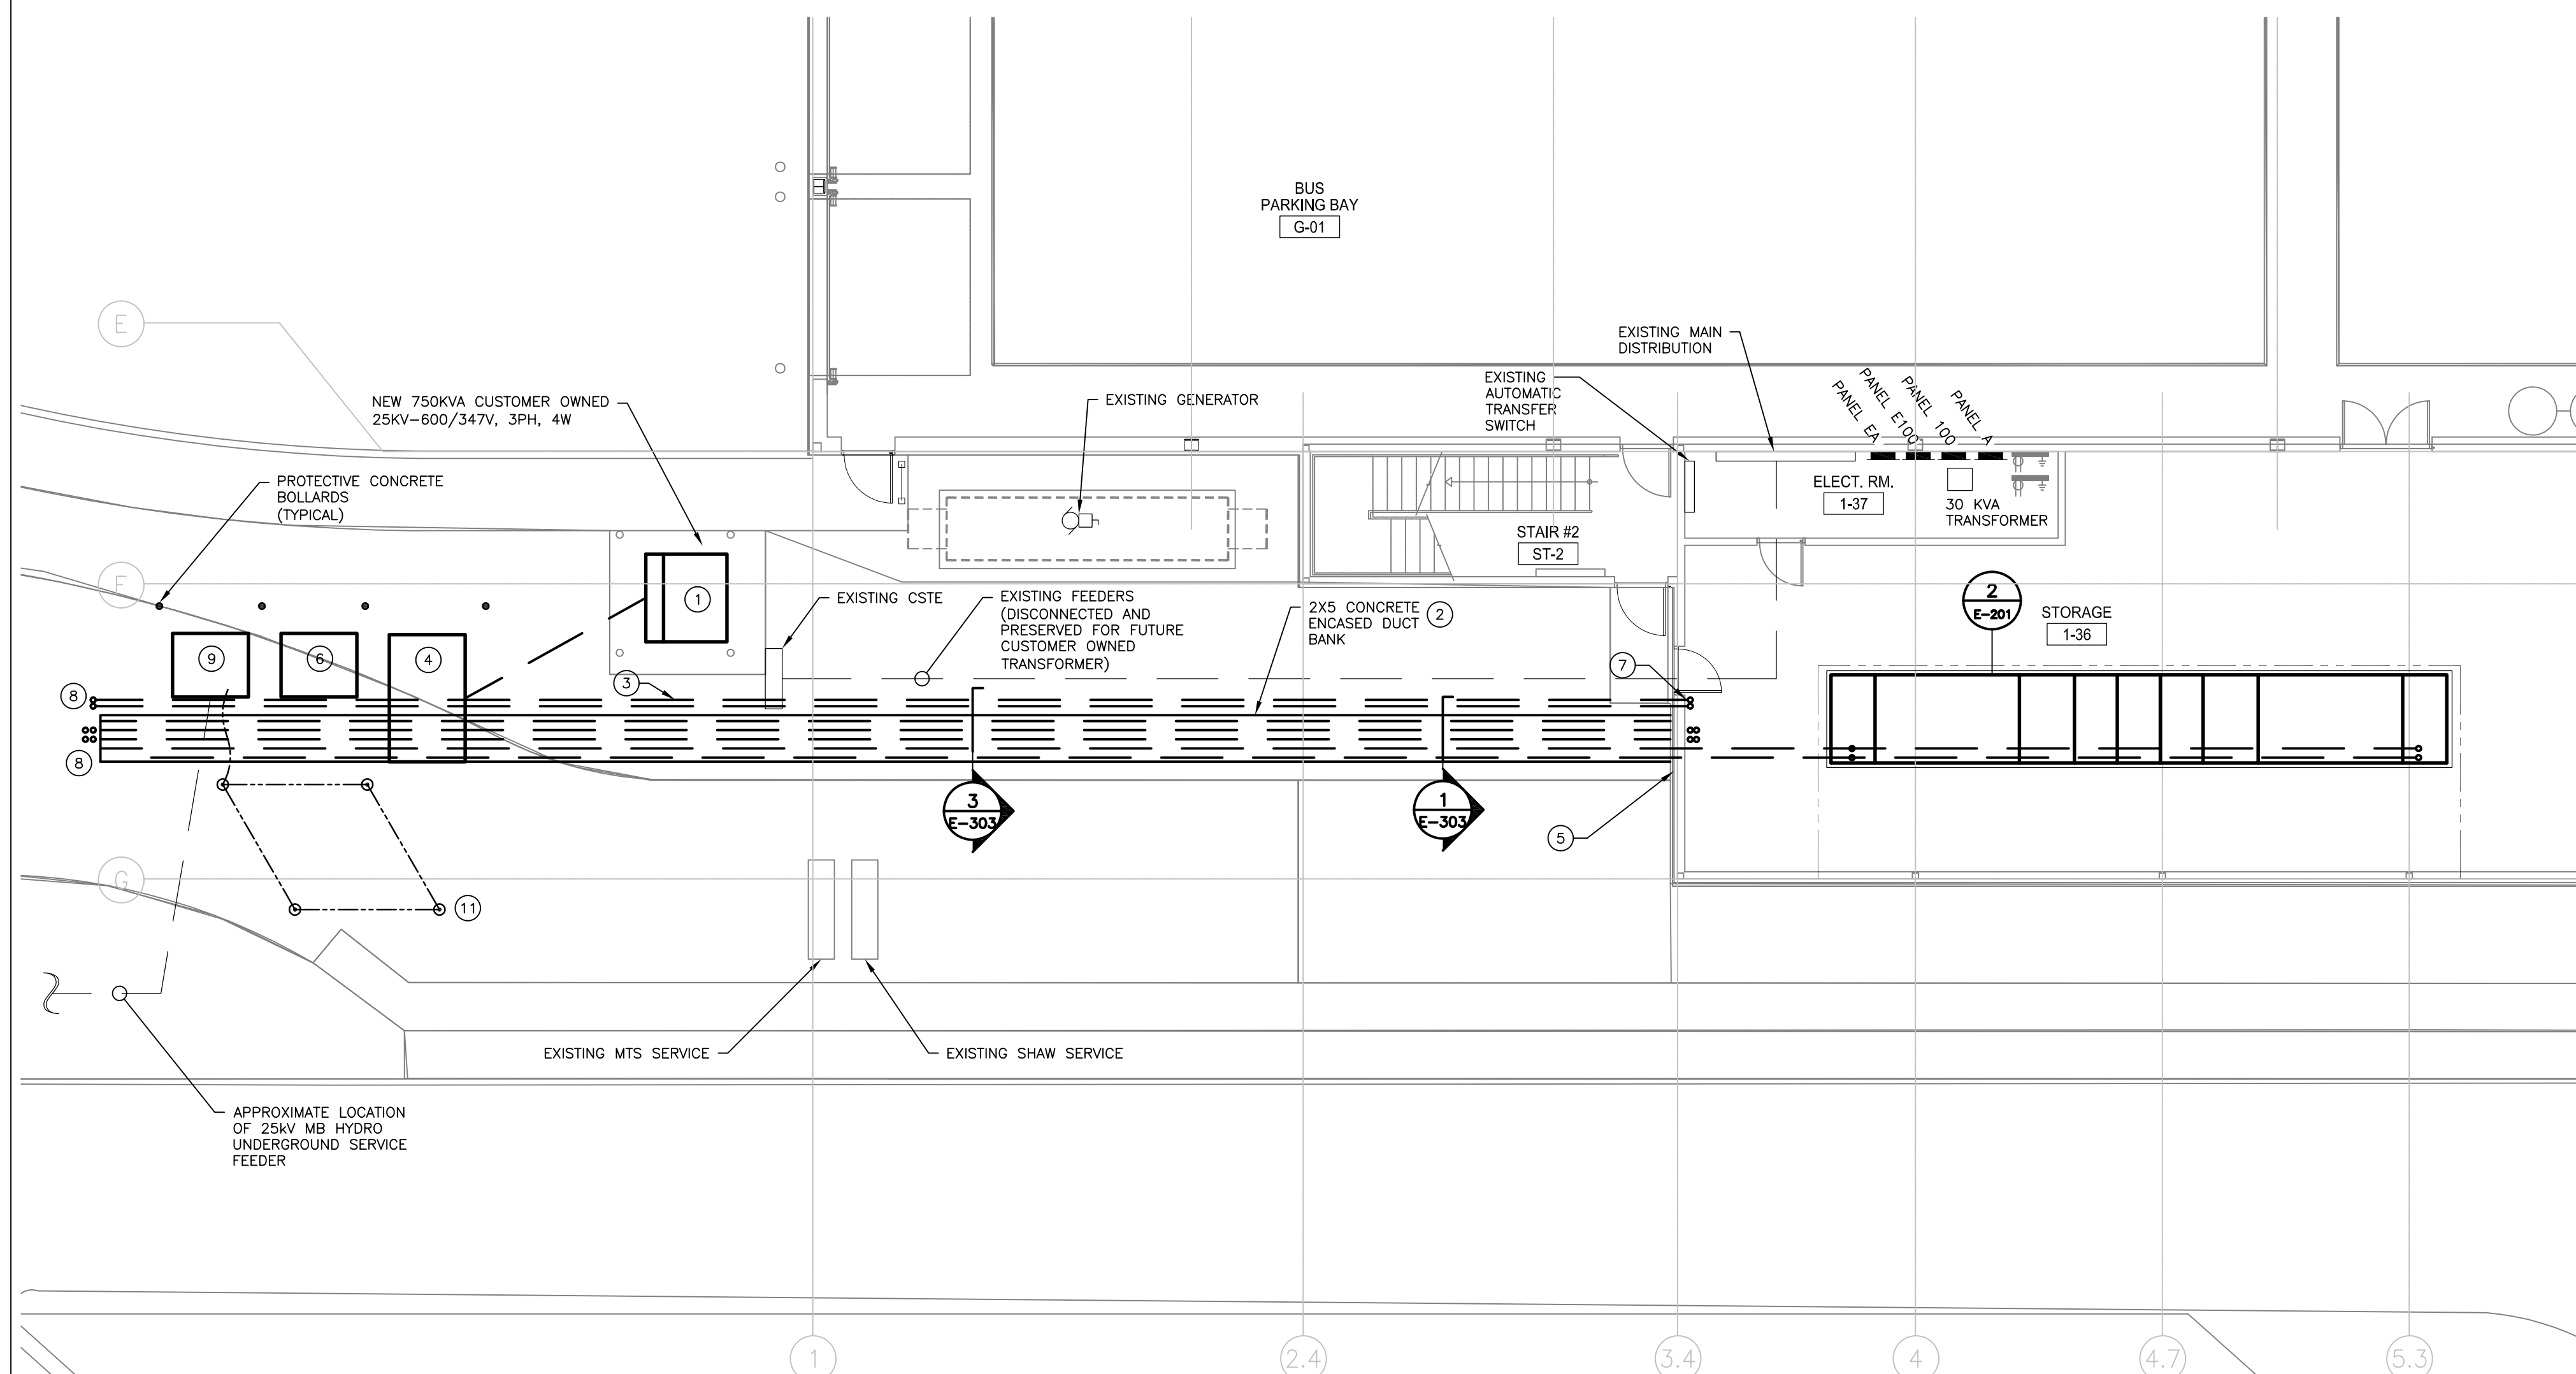 BUS
PARKING BAY
G-01
E
EXISTING MAIN
DISTRIBUTION
EXISTING
AUTOMATIC
TRANSFER
SWITCH
PANEL EA
PANEL E100
PANEL 100
PANEL A
NEW 750KVA CUSTOMER OWNED
25KV-600/347V, 3PH, 4W
EXISTING GENERATOR
PROTECTIVE CONCRETE
BOLLARDS
(TYPICAL)
ELECT. RM.
1-37
30 KVA
TRANSFORMER
STAIR #2
ST-2
F
1
EXISTING CSTE
EXISTING FEEDERS
(DISCONNECTED AND
PRESERVED FOR FUTURE
CUSTOMER OWNED
TRANSFORMER)
2X5 CONCRETE
ENCASED DUCT
BANK
2
2
E-201
STORAGE
1-36
9
6
4
3
7
8
8
3
E-303
1
E-303
5
G
11
EXISTING MTS SERVICE
EXISTING SHAW SERVICE
APPROXIMATE LOCATION
OF 25kV MB HYDRO
UNDERGROUND SERVICE
FEEDER
1
2.4
3.4
4
4.7
5.3